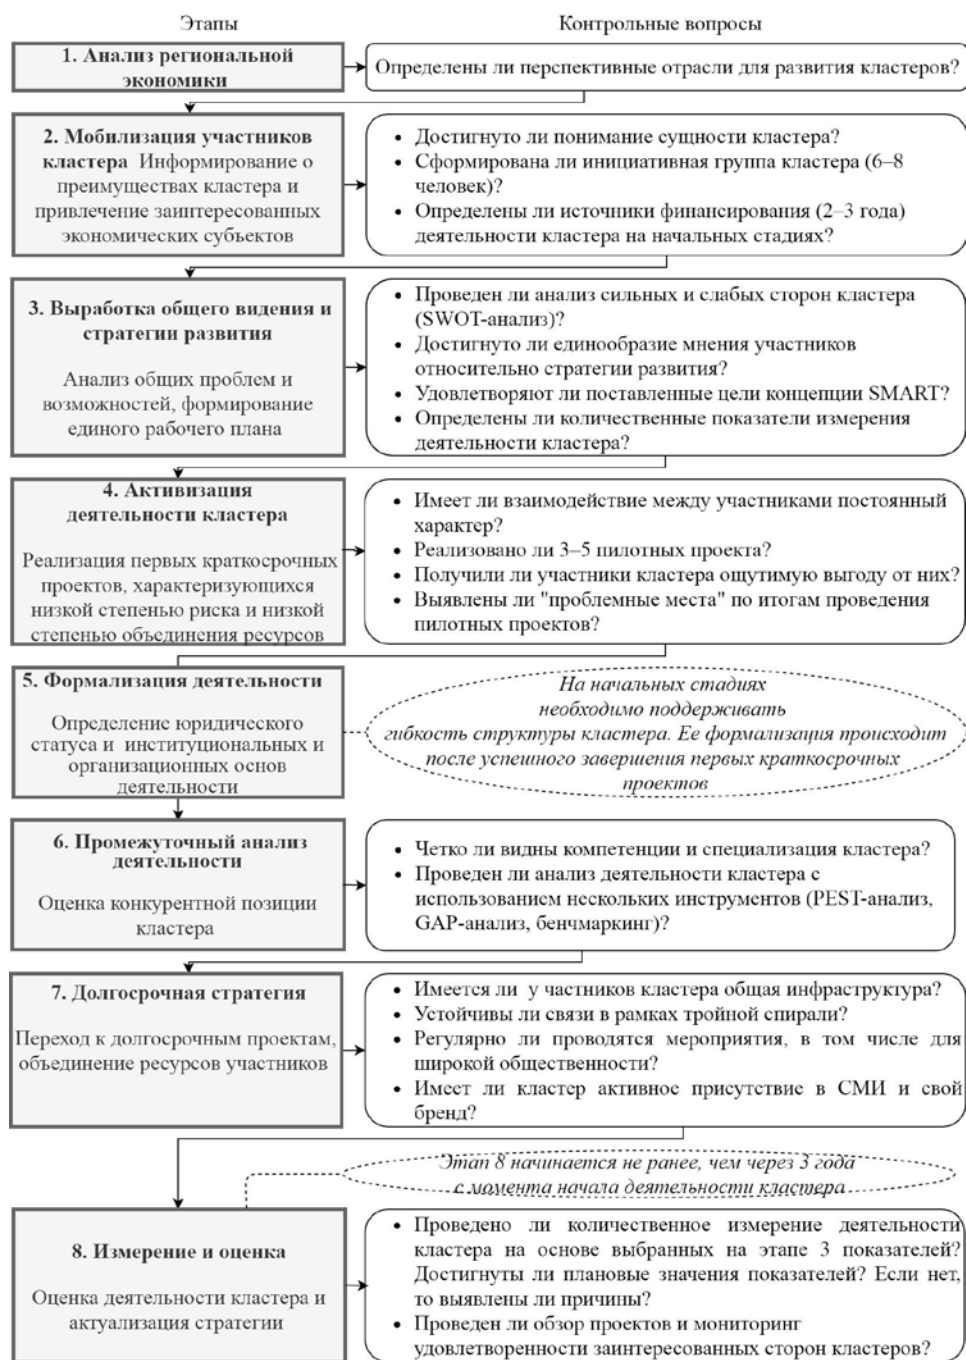 Этапы
Контрольные вопросы
1. Анализ региональной
экономики
Определены ли перспективные отрасли для развития кластеров?
2. Мобилизация участников
кластера Информирование о
преимуществах кластера и
привлечение заинтересованных
экономических субъектов
• Достигнуто ли понимание сущности кластера?
• Сформирована ли инициативная группа кластера (6–8
человек)?
• Определены ли источники финансирования (2–3 года)
деятельности кластера на начальных стадиях?
3. Выработка общего видения и
стратегии развития
Анализ общих проблем и
возможностей, формирование
единого рабочего плана
• Проведен ли анализ сильных и слабых сторон кластера
(SWOT-анализ)?
• Достигнуто ли единообразие мнения участников
относительно стратегии развития?
• Удовлетворяют ли поставленные цели концепции SMART?
• Определены ли количественные показатели измерения
деятельности кластера?
4. Активизация
деятельности кластера
Реализация первых краткосрочных
проектов, характеризующихся
низкой степенью риска и низкой
степенью объединения ресурсов
• Имеет ли взаимодействие между участниками постоянный
характер?
• Реализовано ли 3–5 пилотных проекта?
• Получили ли участники кластера ощутимую выгоду от них?
• Выявлены ли "проблемные места" по итогам проведения
пилотных проектов?
5. Формализация деятельности
Определение юридического
статуса и институциональных и
организационных основ
деятельности
На начальных стадиях
необходимо поддерживать
гибкость структуры кластера. Ее формализация происходит
после успешного завершения первых краткосрочных
проектов
6. Промежуточный анализ
деятельности
Оценка конкурентной позиции
кластера
• Четко ли видны компетенции и специализация кластера?
• Проведен ли анализ деятельности кластера с
использованием нескольких инструментов (PEST-анализ,
GAP-анализ, бенчмаркинг)?
7. Долгосрочная стратегия
Переход к долгосрочным проектам,
объединение ресурсов участников
• Имеется ли у частников кластера общая инфраструктура?
• Устойчивы ли связи в рамках тройной спирали?
• Регулярно ли проводятся мероприятия, в том числе для
широкой общественности?
• Имеет ли кластер активное присутствие в СМИ и свой
бренд?
Этап 8 начинается не ранее, чем через 3 года
с момента начала деятельности кластера
8. Измерение и оценка
Оценка деятельности кластера и
актуализация стратегии
• Проведено ли количественное измерение деятельности
кластера на основе выбранных на этапе 3 показателей?
Достигнуты ли плановые значения показателей? Если нет,
то выявлены ли причины?
• Проведен ли обзор проектов и мониторинг
удовлетворенности заинтересованных сторон кластеров?